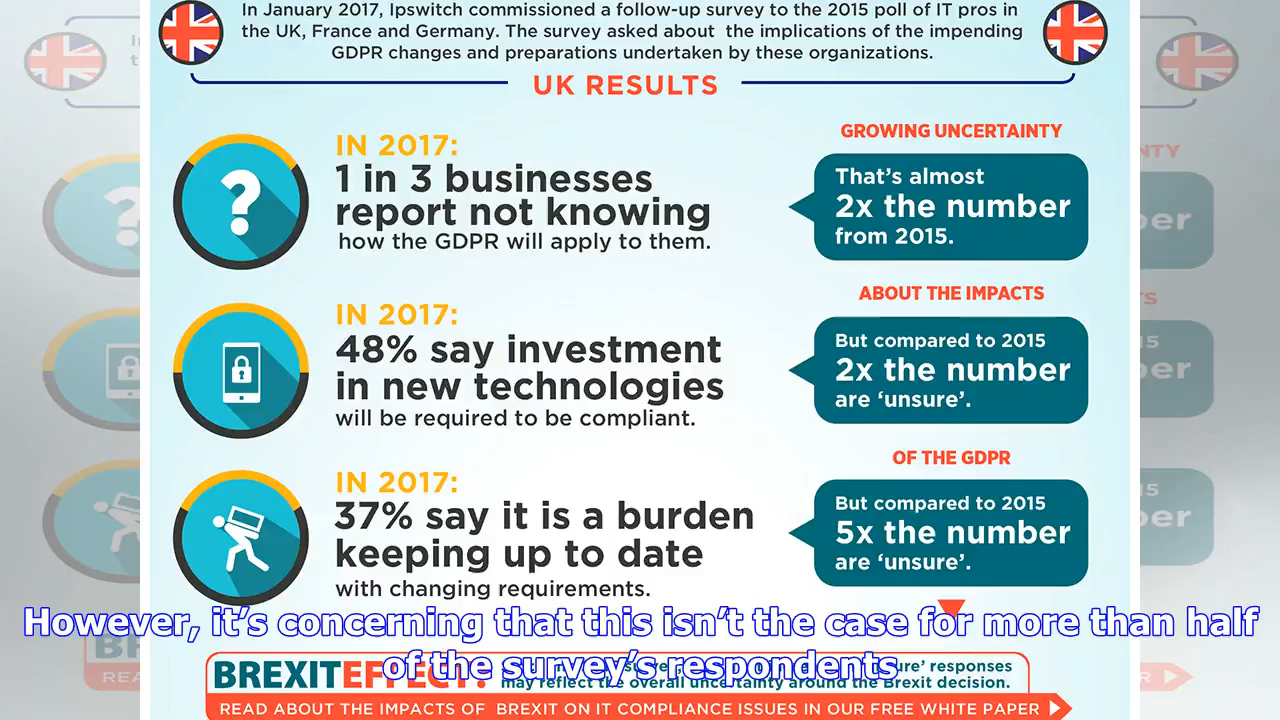 In January 2017, Ipswitch commissioned a follow-up survey to the 2015 poll of IT pros in
the UK, France and Germany. The survey asked about the implications of the impending
GDPR changes and preparations undertaken by these organizations.
UK RESULTS
IN 2017:
1 in 3 businesses
report not knowing
how the GDPR will apply to them.
GROWING UNCERTAINTY
That's almost
2x the number
from 2015.
IN 2017:
48% say investment
in new technologies
will be required to be compliant.
ABOUT THE IMPACTS
But compared to 2015
2x the number
are 'unsure'.
IN 2017:
37% say it is a burden
keeping up to date
with changing requirements.
OF THE GDPR
But compared to 2015
5x the number
are 'unsure'.
However, it's concerning that this isn't the case for more than half
of the survey's respondents
BREXIT EFFECT:
responses
may reflect the overall uncertainty around the Brexit decision.
READ ABOUT THE IMPACTS OF BREXIT ON IT COMPLIANCE ISSUES IN OUR FREE WHITE PAPER